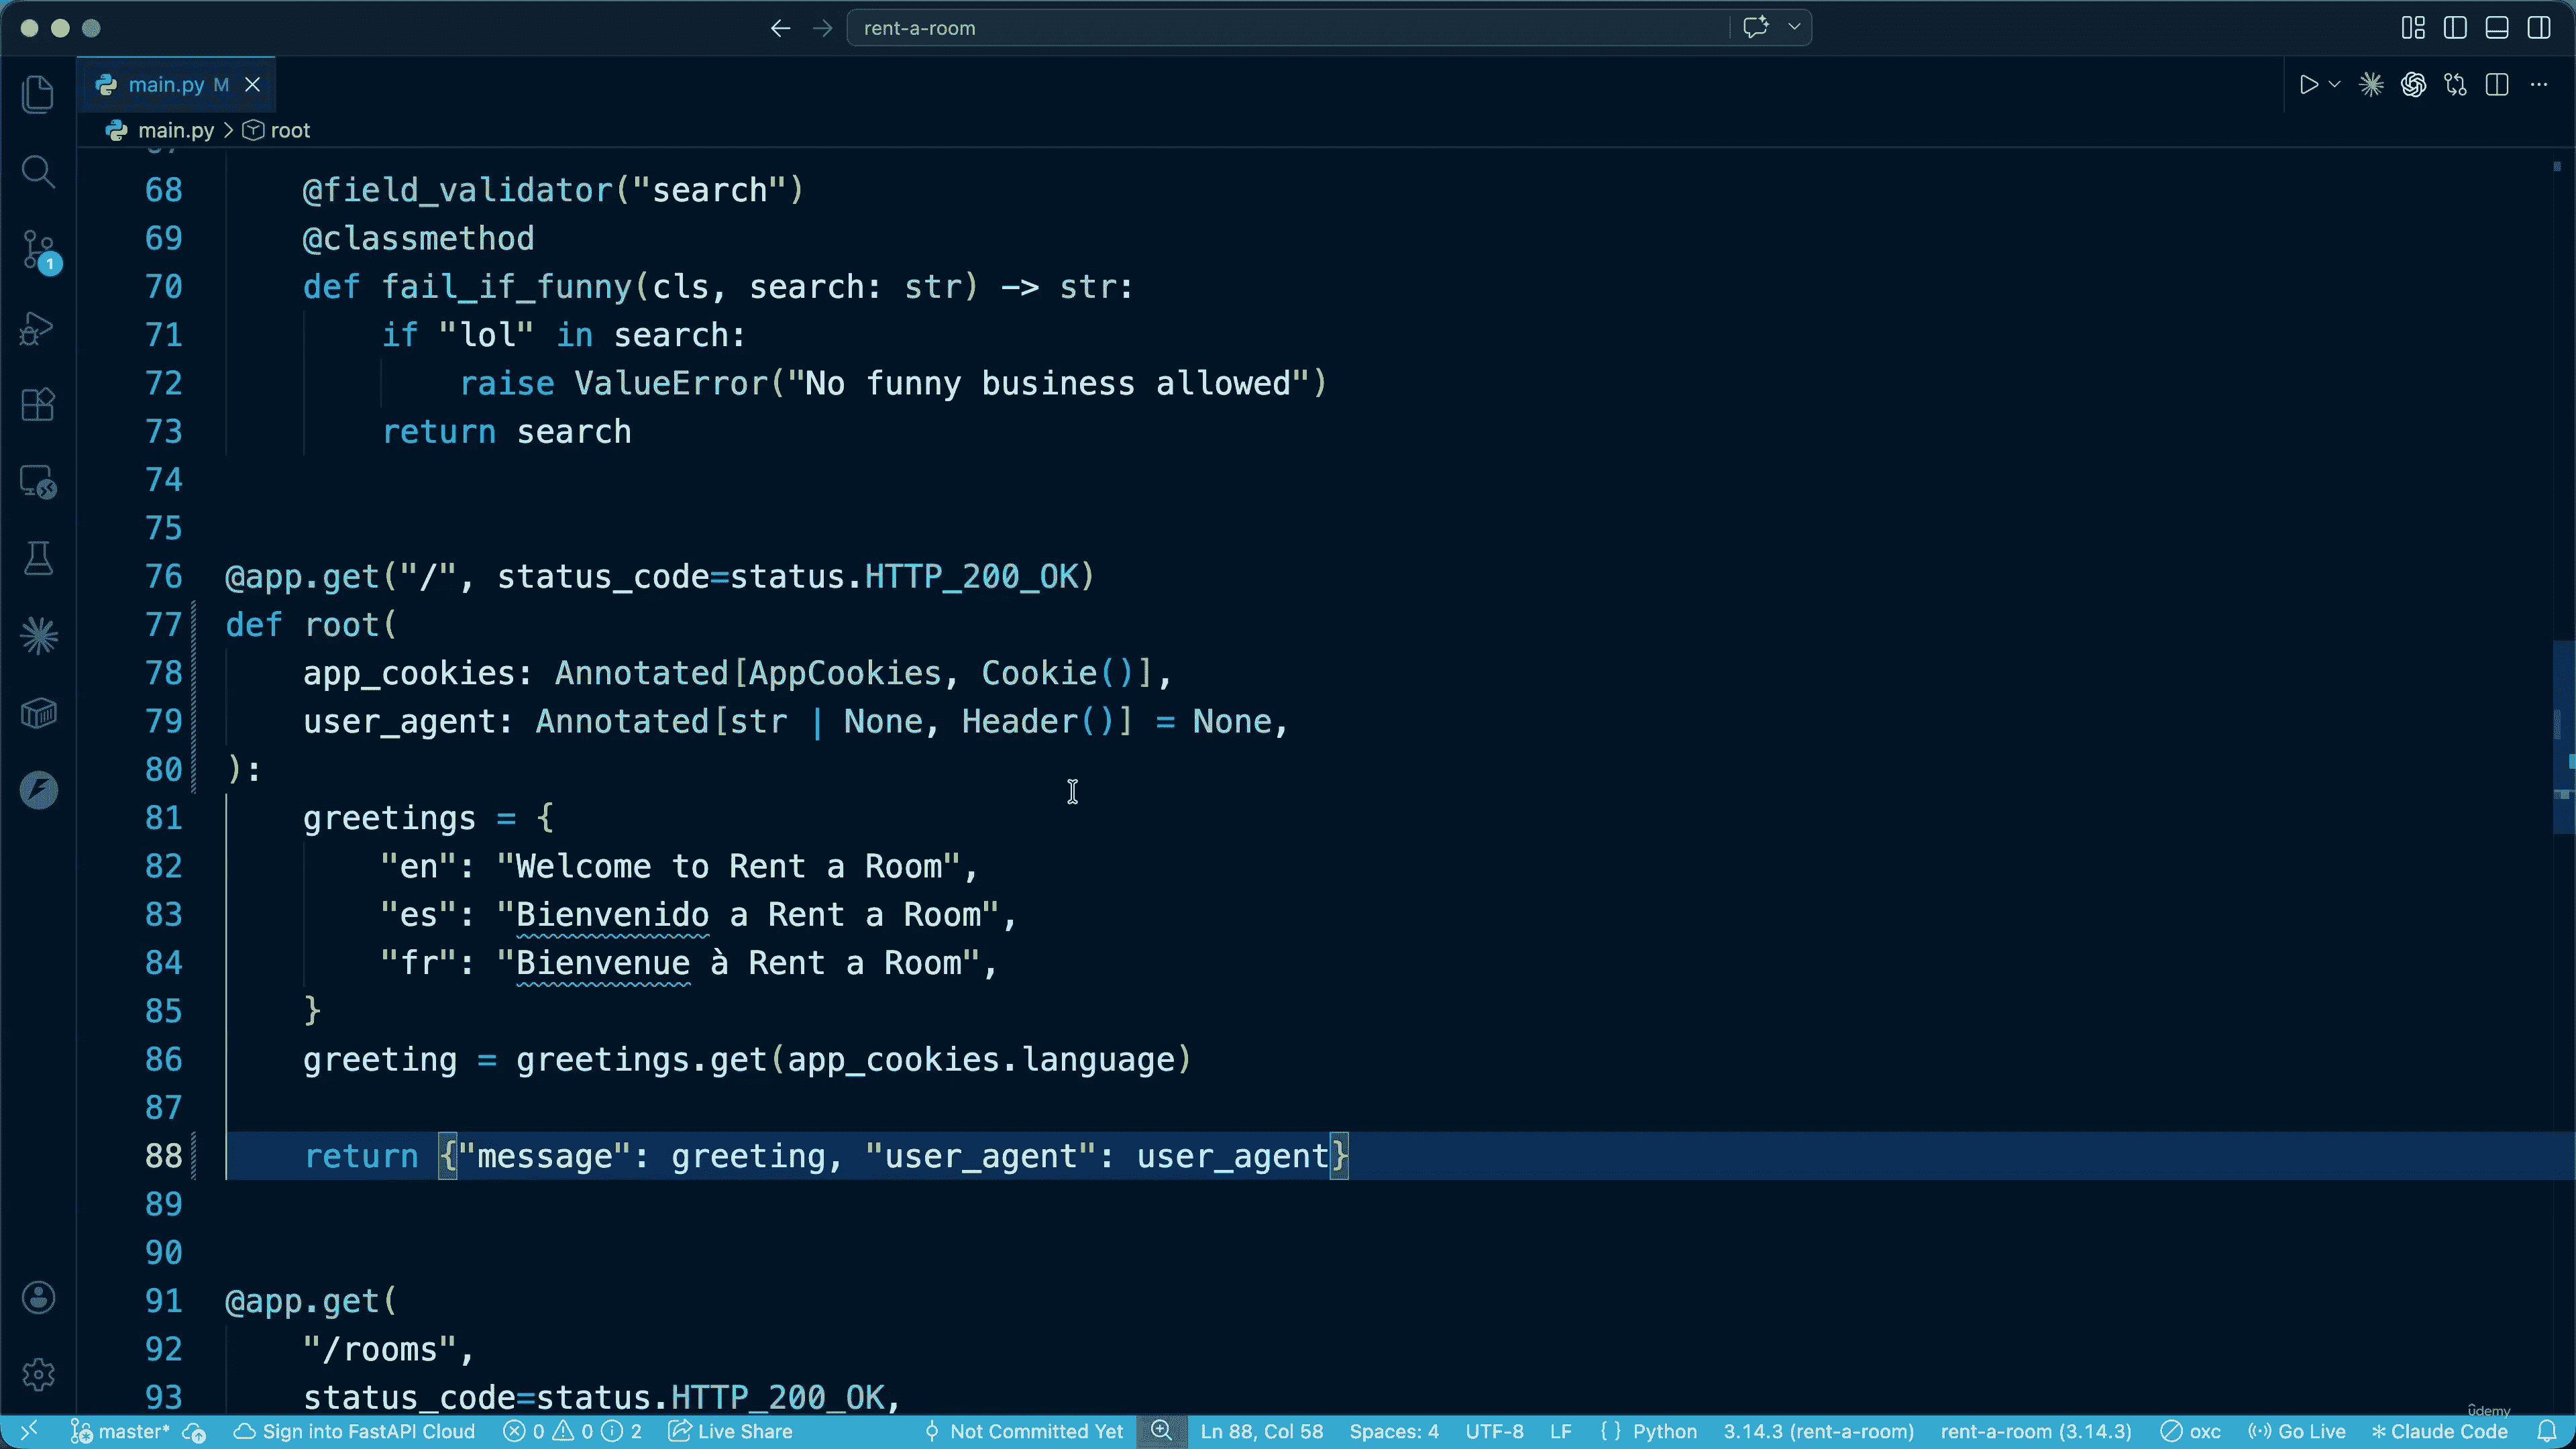 rent-a-room
main.py M
main.py > root
68 @field_validator("search")
69 @classmethod
70 def fail_if_funny(cls, search: str) -> str:
71 if "lol" in search:
72 raise ValueError("No funny business allowed")
73 return search
74
75
76 @app.get("/", status_code=status.HTTP_200_OK)
77 def root(
78 app_cookies: Annotated[AppCookies, Cookie()],
79 user_agent: Annotated[str | None, Header()] = None,
80 ):
81 greetings = {
82 "en": "Welcome to Rent a Room",
83 "es": "Bienvenido a Rent a Room",
84 "fr": "Bienvenue à Rent a Room",
85 }
86 greeting = greetings.get(app_cookies.language)
87
88 return {"message": greeting, "user_agent": user_agent}
89
90
91 @app.get(
92 "/rooms",
93 status_code=status.HTTP_200_OK,
1
udemy
master* Sign into FastAPI Cloud 0 0 2 Live Share Not Committed Yet Ln 88, Col 58 Spaces: 4 UTF-8 LF { } Python 3.14.3 (rent-a-room) rent-a-room (3.14.3) oxc Go Live Claude Code